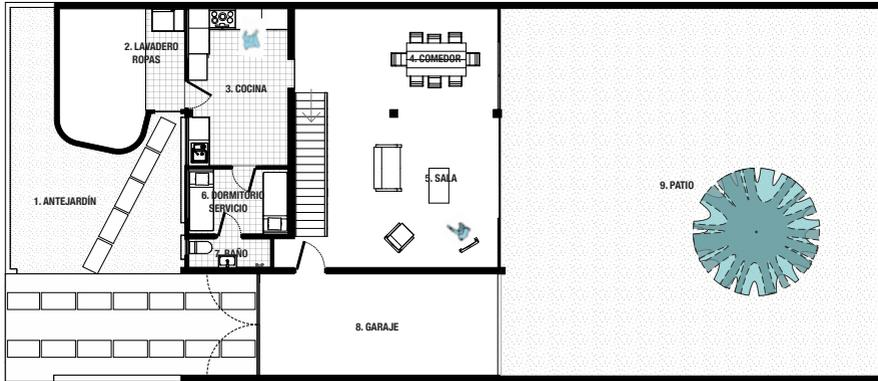 2. LAVADERO
ROPAS
3. COCINA
4. COMEDOR
1. ANTEJARDÍN
6. DORMITORIO
SERVICIO
5. SALA
9. PATIO
7. BAÑO
8. GARAJE